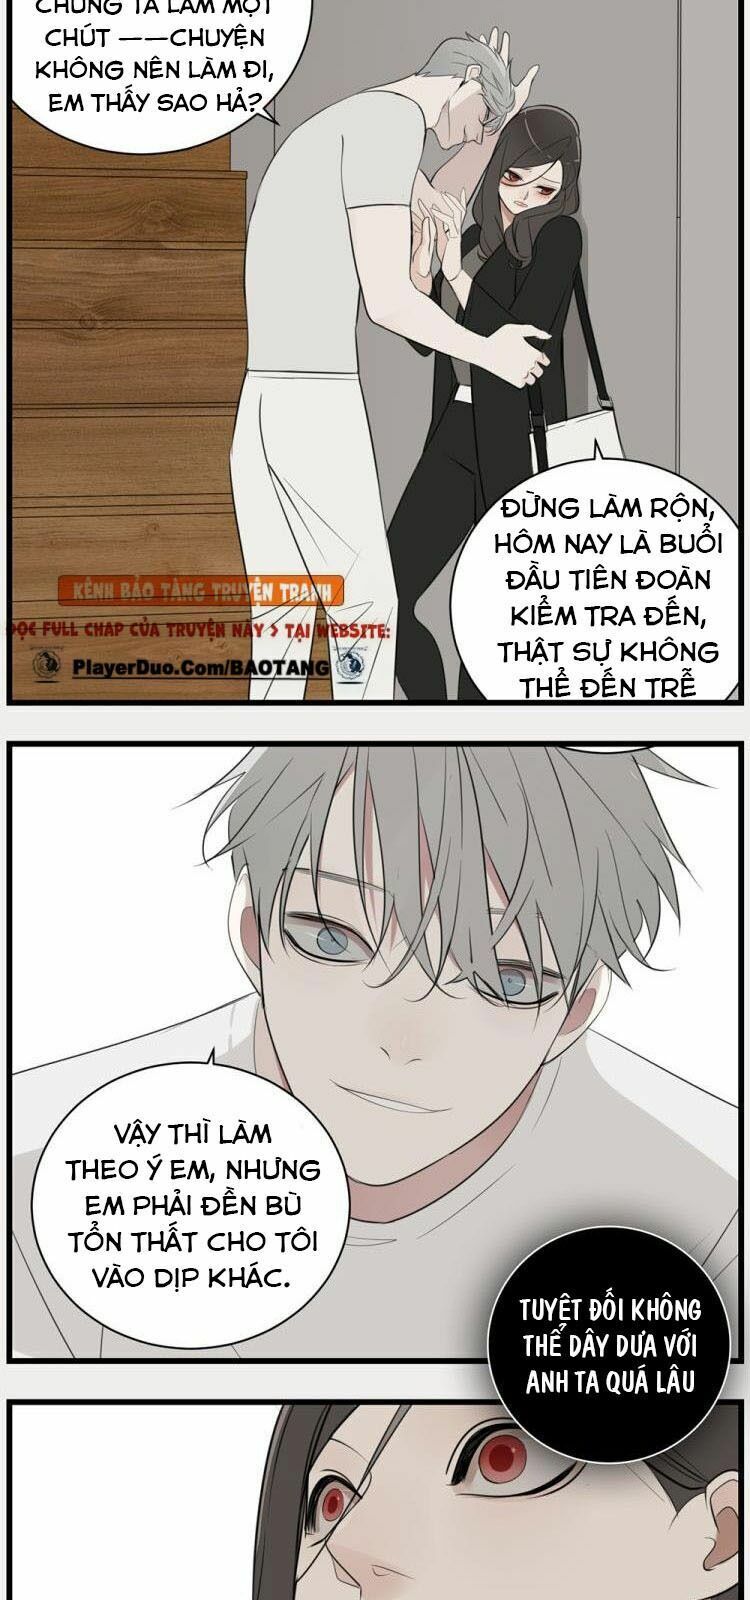 CHÚNG TA LÀM MỘT
CHÚT ——CHUYỆN
KHÔNG NÊN LÀM ĐI,
EM THẤY SAO HẢ?
ĐỪNG LÀM RỘN,
HÔM NAY LÀ BUỔI
ĐẦU TIÊN ĐOÀN
KIỂM TRA ĐẾN,
THẬT SỰ KHÔNG
THỂ ĐẾN TRỄ
KÊNH BẢO TÀNG TRUYỆN TRANH
ĐỌC FULL CHAP CỦA TRUYỆN NÀY > TẠI WEBSITE:
PlayerDuo.Com/BAOTANG
VẬY THÌ LÀM
THEO Ý EM, NHƯNG
EM PHẢI ĐỀN BÙ
TỔN THẤT CHO TÔI
VÀO DỊP KHÁC.
TUYỆT ĐỐI KHÔNG
THỂ DÂY DƯA VỚI
ANH TA QUÁ LÂU